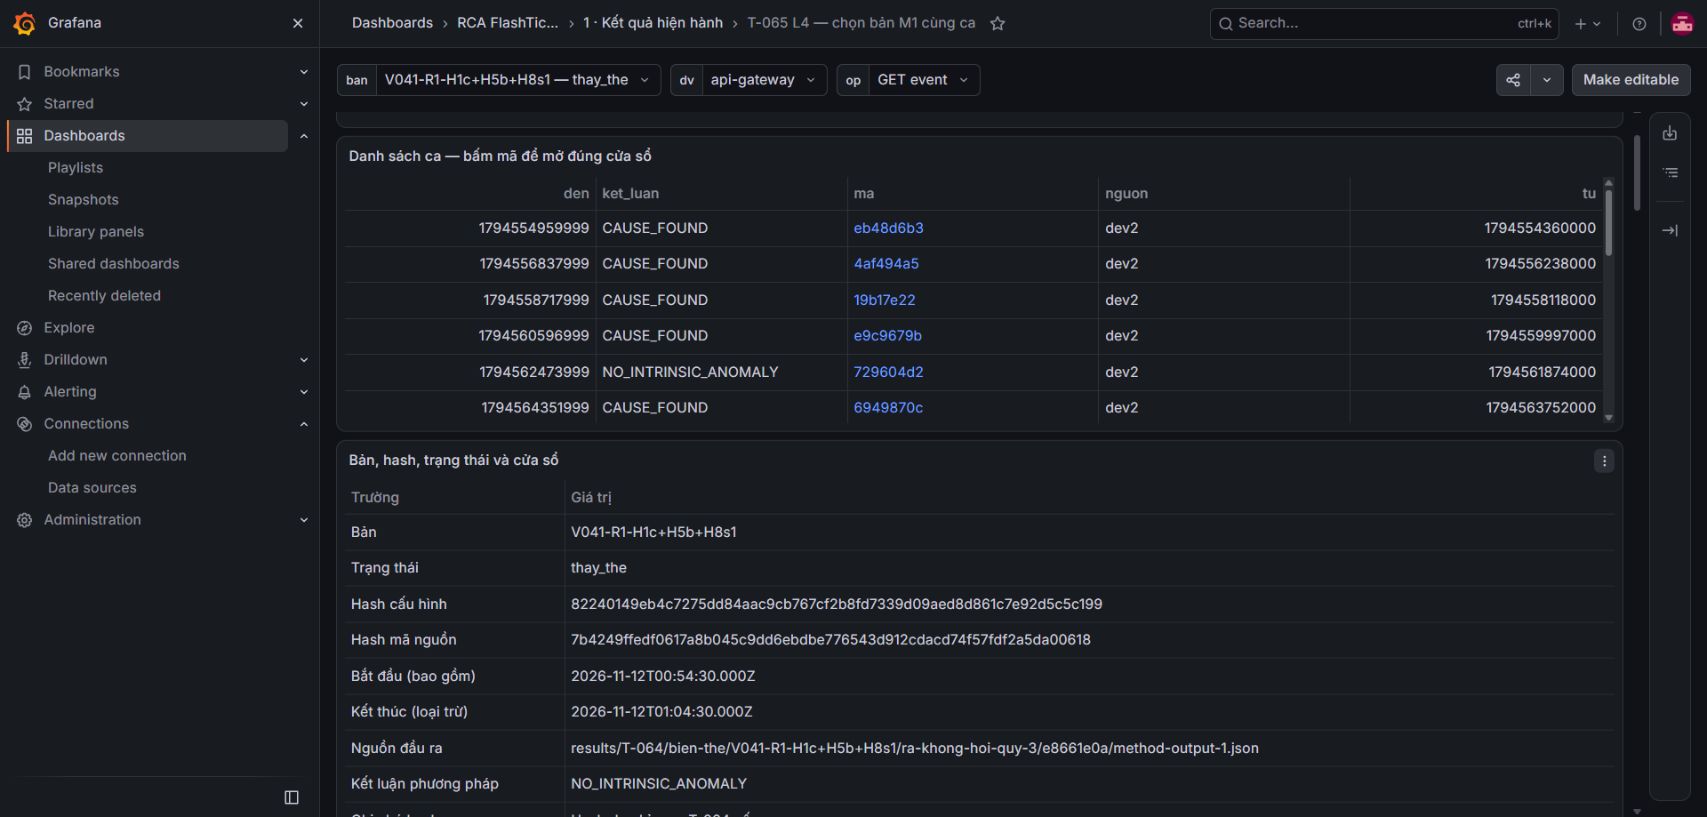 Grafana
Dashboards › RCA FlashTic... › 1 · Kết quả hiện hành › T-065 L4 — chọn bản M1 cùng ca
Search...
ctrl+k
Bookmarks
Starred
Dashboards
Playlists
Snapshots
Library panels
Shared dashboards
Recently deleted
Explore
Drilldown
Alerting
Connections
Add new connection
Data sources
Administration
ban V041-R1-H1c+H5b+H8s1 — thay_the
dv api-gateway
op GET event
Make editable
Danh sách ca — bấm mã để mở đúng cửa sổ
den ket_luan ma nguon tu
1794554959999 CAUSE_FOUND eb48d6b3 dev2 1794554360000
1794556837999 CAUSE_FOUND 4af494a5 dev2 1794556238000
1794558717999 CAUSE_FOUND 19b17e22 dev2 1794558118000
1794560596999 CAUSE_FOUND e9c9679b dev2 1794559997000
1794562473999 NO_INTRINSIC_ANOMALY 729604d2 dev2 1794561874000
1794564351999 CAUSE_FOUND 6949870c dev2 1794563752000
Bản, hash, trạng thái và cửa sổ
Trường Giá trị
Bản V041-R1-H1c+H5b+H8s1
Trạng thái thay_the
Hash cấu hình 82240149eb4c7275dd84aac9cb767cf2b8fd7339d09aed8d861c7e92d5c5c199
Hash mã nguồn 7b4249ffedf0617a8b045c9dd6ebdbe776543d912cdacd74f57fdf2a5da00618
Bắt đầu (bao gồm) 2026-11-12T00:54:30.000Z
Kết thúc (loại trừ) 2026-11-12T01:04:30.000Z
Nguồn đầu ra results/T-064/bien-the/V041-R1-H1c+H5b+H8s1/ra-khong-hoi-quy-3/e8661e0a/method-output-1.json
Kết luận phương pháp NO_INTRINSIC_ANOMALY